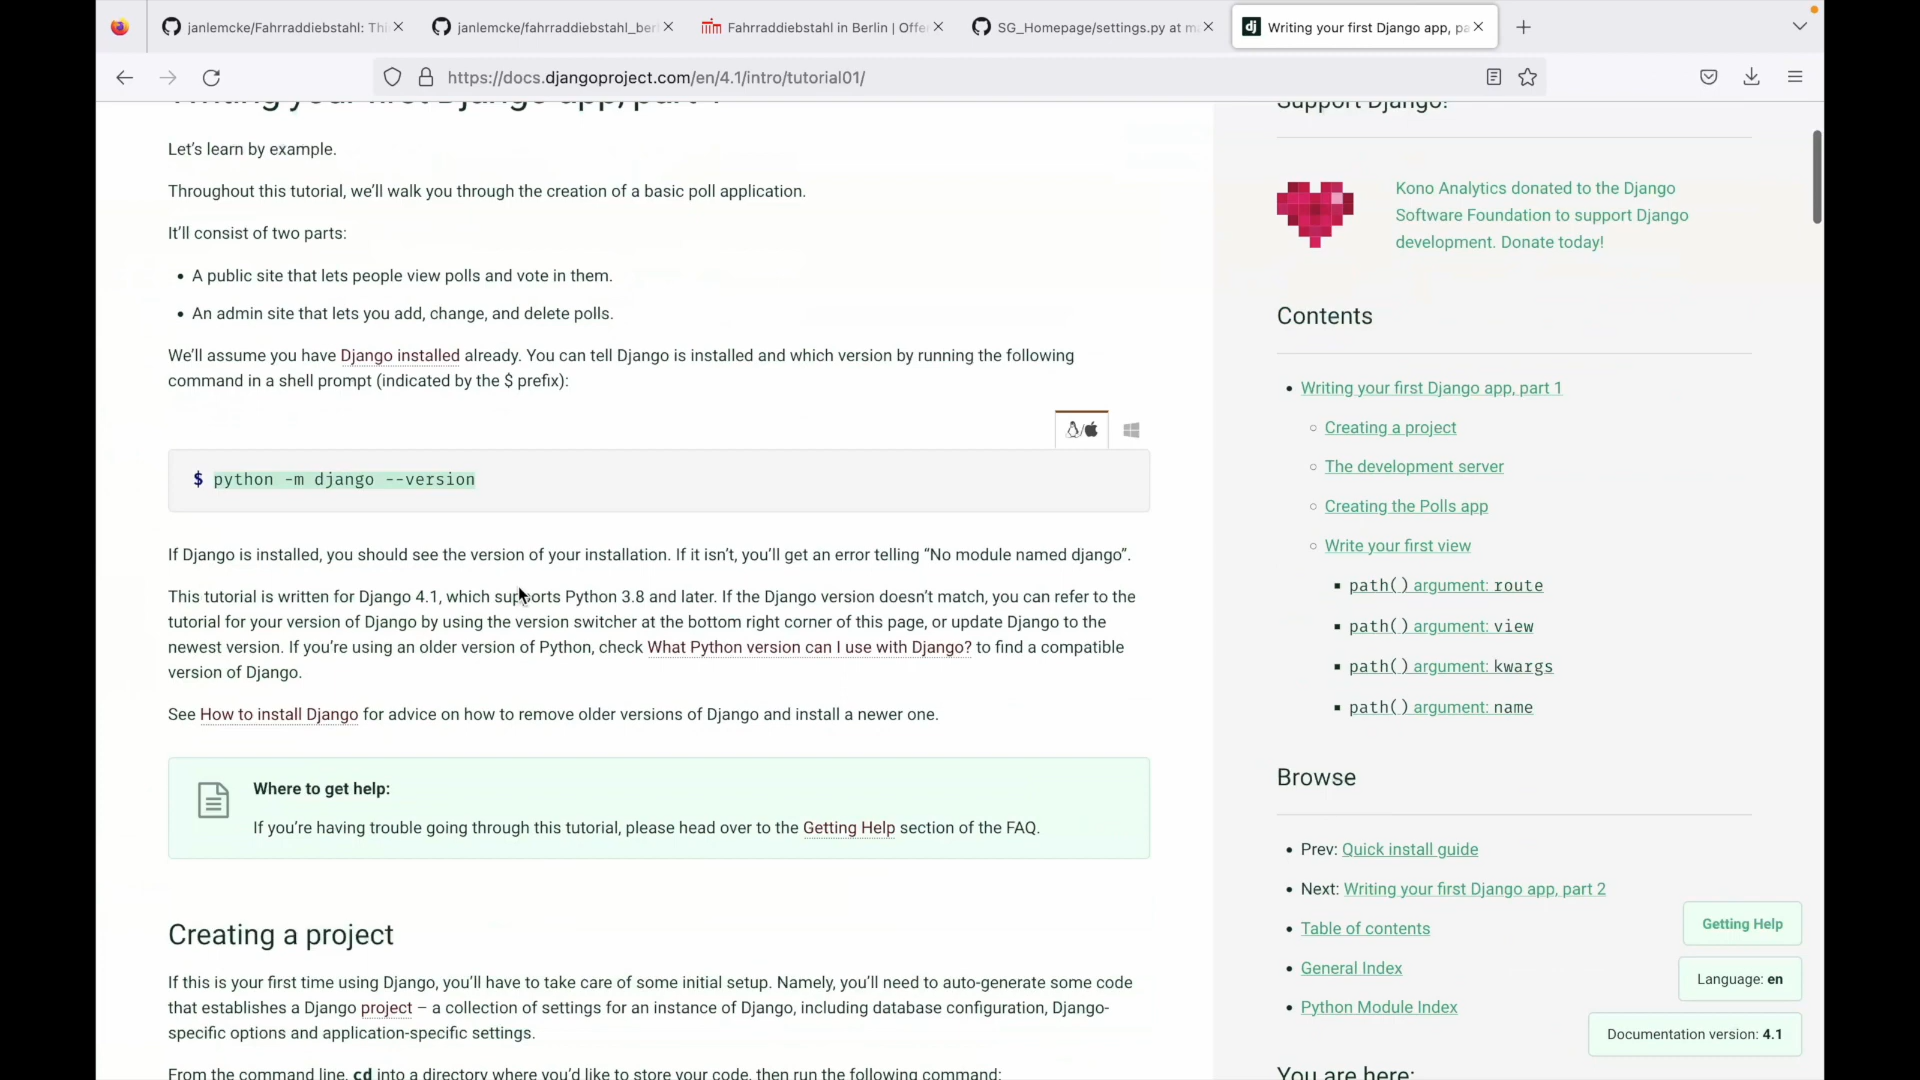 janlemcke/Fahrraddiebstahl: Thi
janlemcke/fahrraddiebstahl_ber
Fahrraddiebstahl in Berlin | Offe
SG_Homepage/settings.py at m
dj Writing your first Django app, pa
https://docs.djangoproject.com/en/4.1/intro/tutorial01/
Writing your first Django app, part 1
Let’s learn by example.
Throughout this tutorial, we’ll walk you through the creation of a basic poll application.
It’ll consist of two parts:
• A public site that lets people view polls and vote in them.
• An admin site that lets you add, change, and delete polls.
We’ll assume you have Django installed already. You can tell Django is installed and which version by running the following
command in a shell prompt (indicated by the $ prefix):
$ python -m django --version
If Django is installed, you should see the version of your installation. If it isn’t, you’ll get an error telling “No module named django”.
This tutorial is written for Django 4.1, which supports Python 3.8 and later. If the Django version doesn’t match, you can refer to the
tutorial for your version of Django by using the version switcher at the bottom right corner of this page, or update Django to the
newest version. If you’re using an older version of Python, check What Python version can I use with Django? to find a compatible
version of Django.
See How to install Django for advice on how to remove older versions of Django and install a newer one.
Where to get help:
If you’re having trouble going through this tutorial, please head over to the Getting Help section of the FAQ.
Creating a project
If this is your first time using Django, you’ll have to take care of some initial setup. Namely, you’ll need to auto-generate some code
that establishes a Django project – a collection of settings for an instance of Django, including database configuration, Django-
specific options and application-specific settings.
From the command line, cd into a directory where you’d like to store your code, then run the following command:
Support Django!
Kono Analytics donated to the Django
Software Foundation to support Django
development. Donate today!
Contents
• Writing your first Django app, part 1
○ Creating a project
○ The development server
○ Creating the Polls app
○ Write your first view
▪ path() argument: route
▪ path() argument: view
▪ path() argument: kwargs
▪ path() argument: name
Browse
• Prev: Quick install guide
• Next: Writing your first Django app, part 2
• Table of contents
• General Index
• Python Module Index
You are here:
Getting Help
Language: en
Documentation version: 4.1